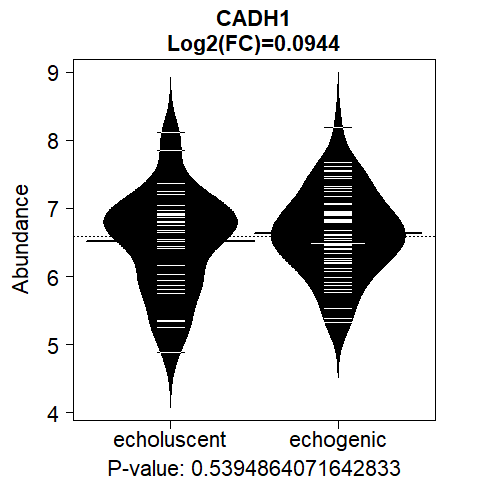 CADH1
Log2(FC)=0.0944
9
8
7
6
5
4
Abundance
echoluscent echogenic
P-value: 0.5394864071642833